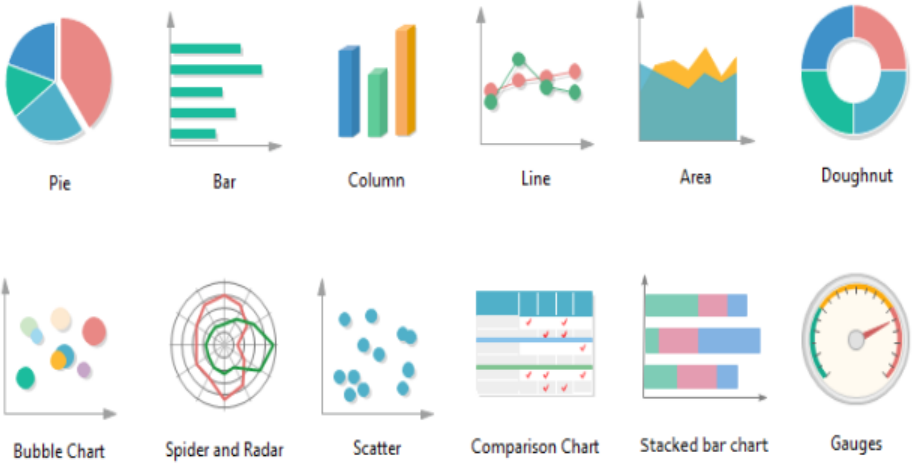 Pie
Bar
Column
Line
Area
Doughnut
Bubble Chart
Spider and Radar
Scatter
Comparison Chart
Stacked bar chart
Gauges